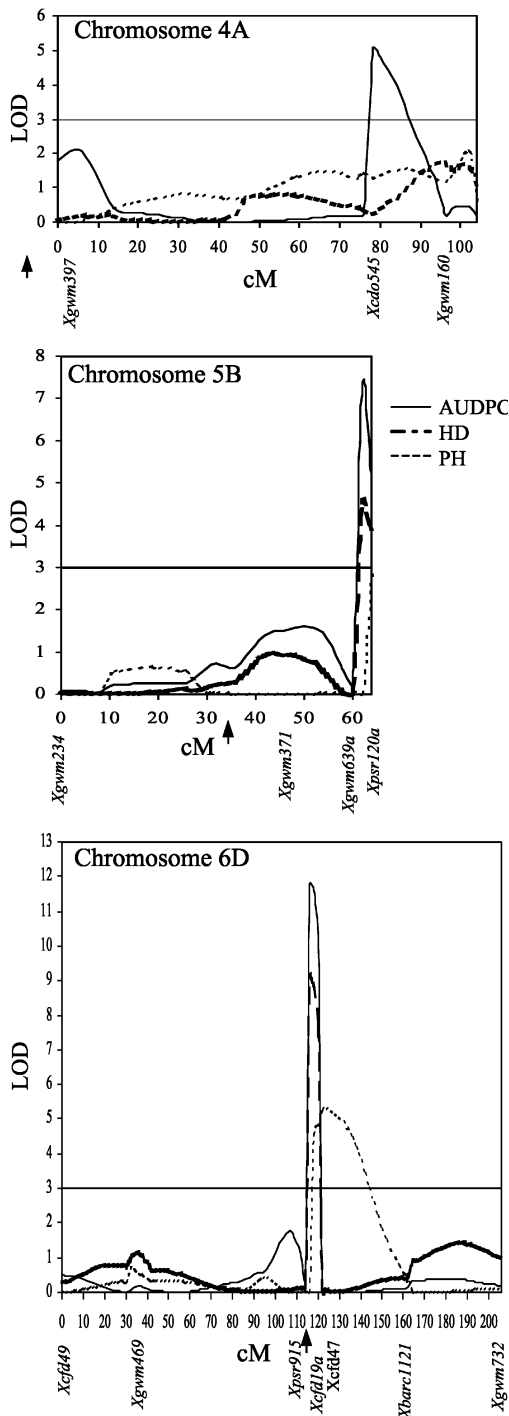 Chromosome 4A
6
5
4
3
2
1
0
LOD
0 10 20 30 40 50 60 70 80 90 100
cM
Xgwm397
Xcdo545
Xgwm160
Chromosome 5B
8
7
6
5
4
3
2
1
0
LOD
AUDPC
HD
PH
0 10 20 30 40 50 60
cM
Xgwm234
Xgwm371
Xgwm639a
Xpsr120a
Chromosome 6D
13
12
11
10
9
8
7
6
5
4
3
2
1
0
LOD
0 10 20 30 40 50 60 70 80 90 100 110 120 130 140 150 160 170 180 190 200
cM
Xcfd49
Xgwm469
Xpsr915
Xcfd19a
Xcfd47
Xbarc1121
Xgwm732